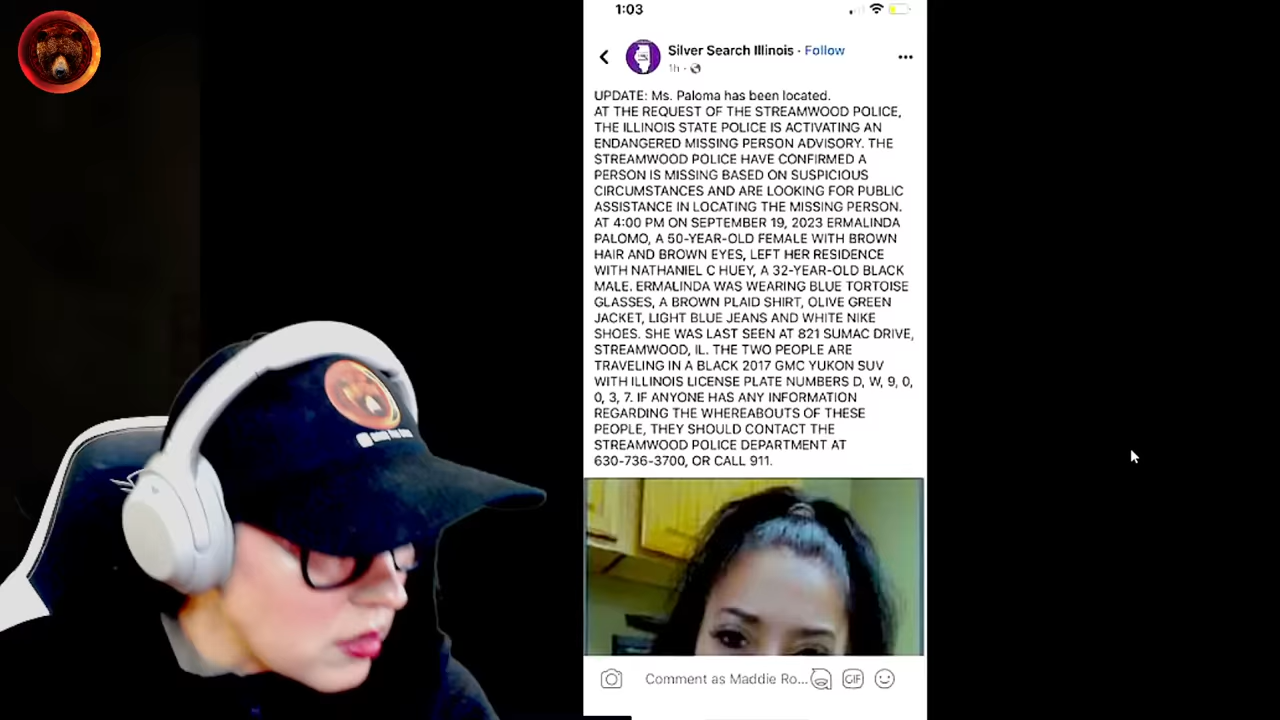 1:03
Silver Search Illinois · Follow
1h ·
UPDATE: Ms. Paloma has been located.
AT THE REQUEST OF THE STREAMWOOD POLICE,
THE ILLINOIS STATE POLICE IS ACTIVATING AN
ENDANGERED MISSING PERSON ADVISORY. THE
STREAMWOOD POLICE HAVE CONFIRMED A
PERSON IS MISSING BASED ON SUSPICIOUS
CIRCUMSTANCES AND ARE LOOKING FOR PUBLIC
ASSISTANCE IN LOCATING THE MISSING PERSON.
AT 4:00 PM ON SEPTEMBER 19, 2023 ERMALINDA
PALOMO, A 50-YEAR-OLD FEMALE WITH BROWN
HAIR AND BROWN EYES, LEFT HER RESIDENCE
WITH NATHANIEL C HUEY, A 32-YEAR-OLD BLACK
MALE. ERMALINDA WAS WEARING BLUE TORTOISE
GLASSES, A BROWN PLAID SHIRT, OLIVE GREEN
JACKET, LIGHT BLUE JEANS AND WHITE NIKE
SHOES. SHE WAS LAST SEEN AT 821 SUMAC DRIVE,
STREAMWOOD, IL. THE TWO PEOPLE ARE
TRAVELING IN A BLACK 2017 GMC YUKON SUV
WITH ILLINOIS LICENSE PLATE NUMBERS D, W, 9, 0,
0, 3, 7. IF ANYONE HAS ANY INFORMATION
REGARDING THE WHEREABOUTS OF THESE
PEOPLE, THEY SHOULD CONTACT THE
STREAMWOOD POLICE DEPARTMENT AT
630-736-3700, OR CALL 911.
Comment as Maddie Ro...
GIF